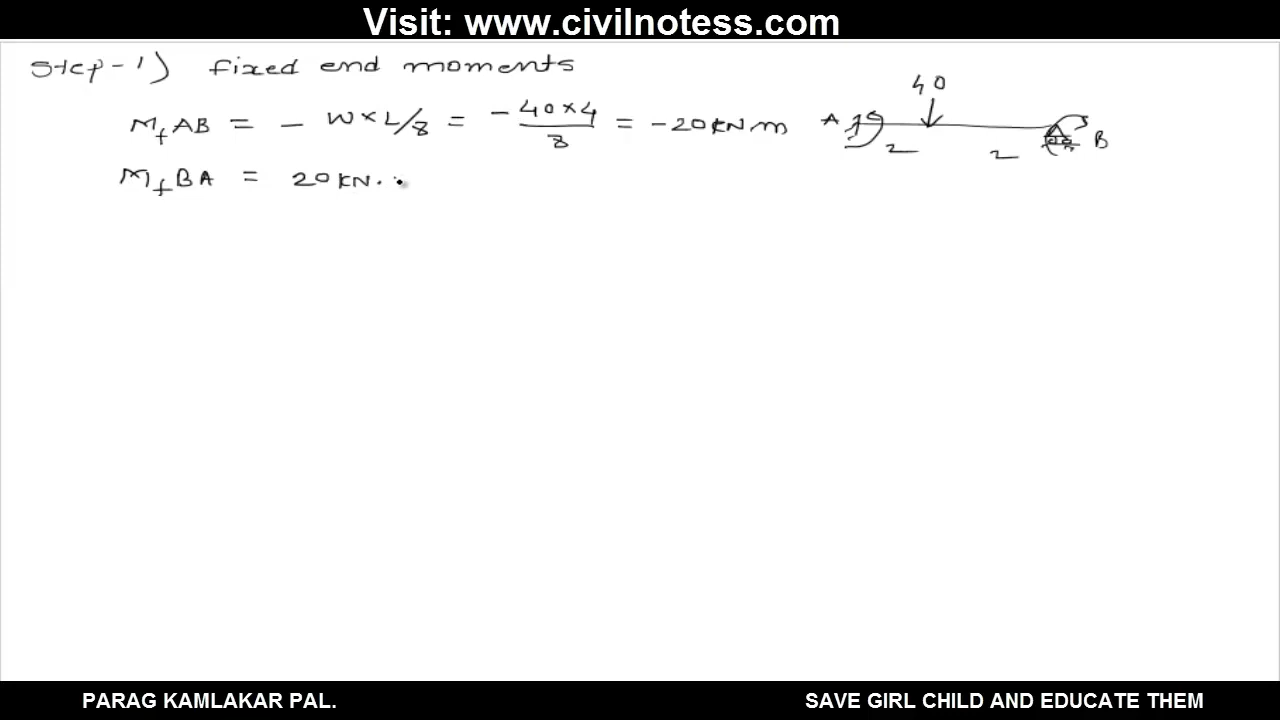 Visit: www.civilnotess.com
Step-1) fixed end moments
MfAB = - W×L/8 = -40×4/8 = -20kN.m
MfBA = 20kN.
40
A 2 2 B
PARAG KAMLAKAR PAL.
SAVE GIRL CHILD AND EDUCATE THEM